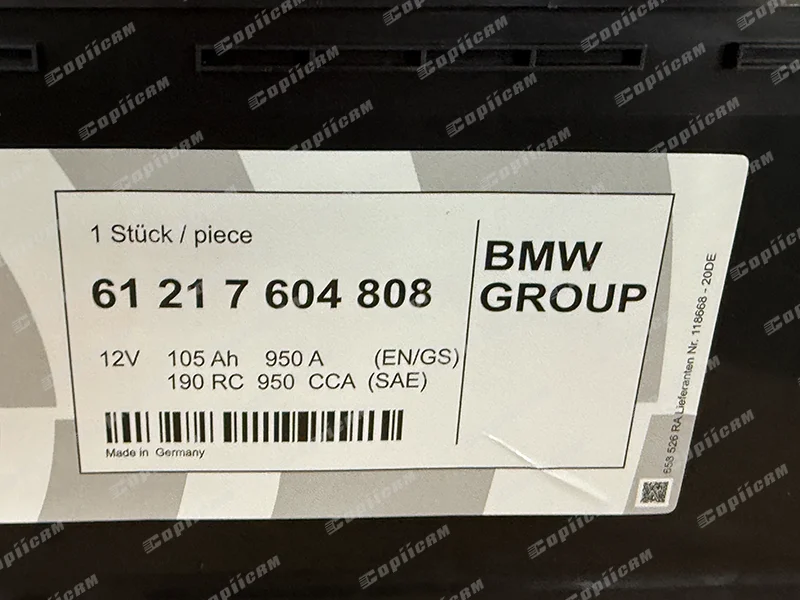 1 Stück / piece
61 21 7 604 808
12V 105 Ah 950 A (EN/GS)
190 RC 950 CCA (SAE)
Made in Germany
BMW
GROUP
658 526 RA Lieferanten Nr. 118668 - 20DE
Copiicam